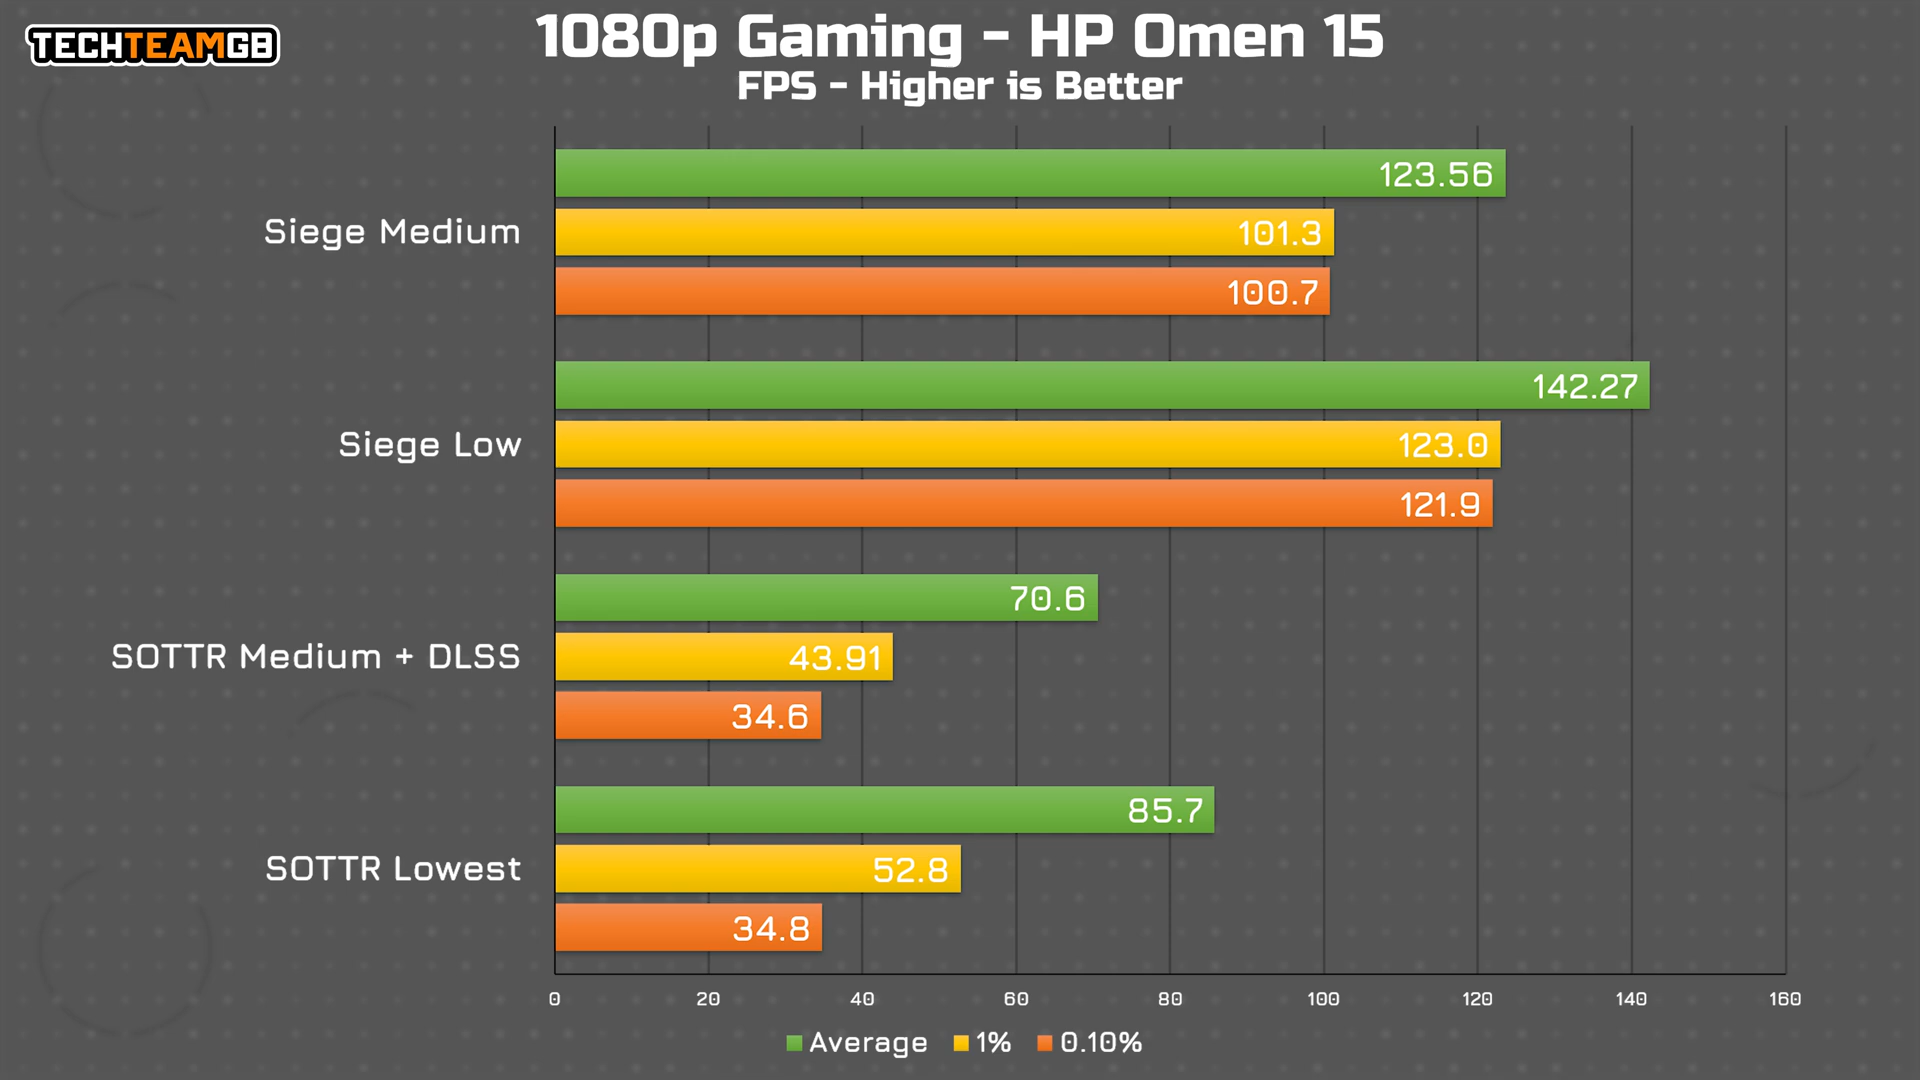 TECHTEAMGB
1080p Gaming - HP Omen 15
FPS - Higher is Better
Siege Medium
123.56
101.3
100.7
Siege Low
142.27
123.0
121.9
SOTTR Medium + DLSS
70.6
43.91
34.6
SOTTR Lowest
85.7
52.8
34.8
0 20 40 60 80 100 120 140 160
Average 1% 0.10%